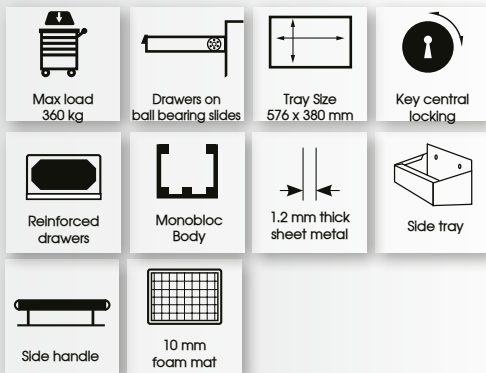 Max load
360 kg
Drawers on
ball bearing slides
Tray Size
576 x 380 mm
Key central
locking
Reinforced
drawers
Monobloc
Body
1.2 mm thick
sheet metal
Side tray
Side handle
10 mm
foam mat